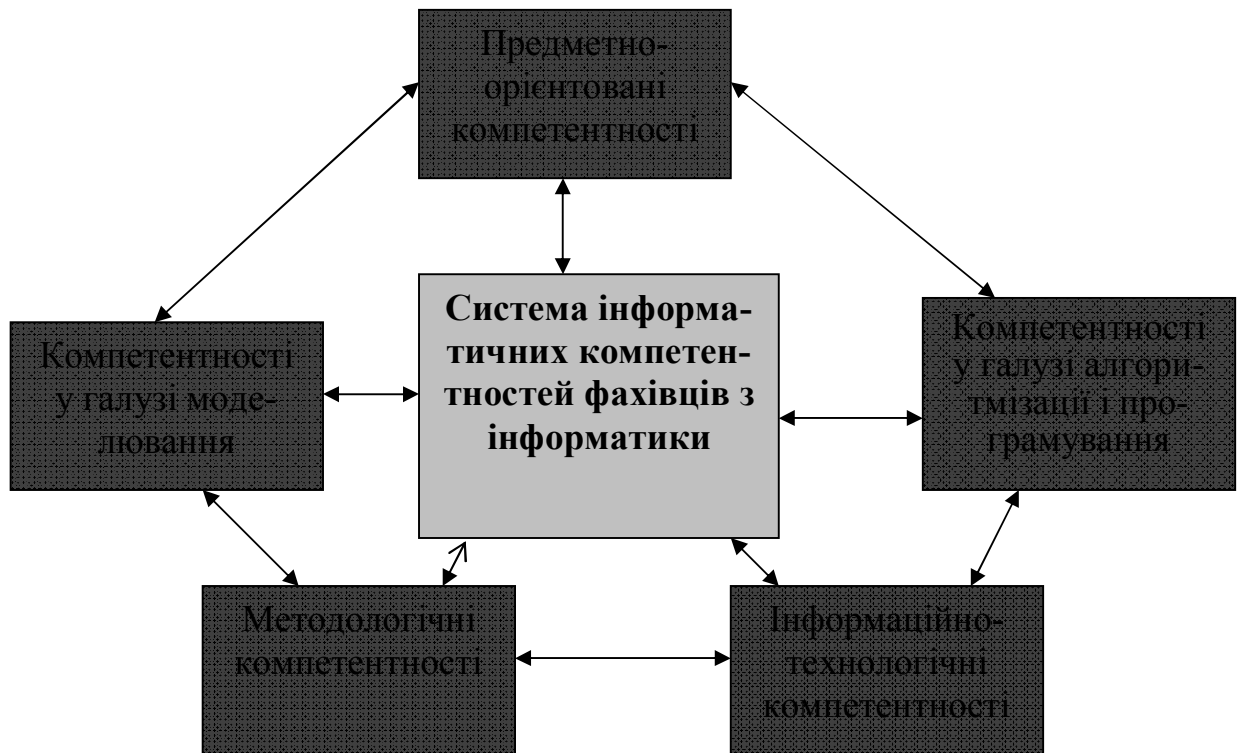 Предметно-
орієнтовані
компетентності
Система інформа-
тичних компетен-
тностей фахівців з
інформатики
Компетентності
у галузі моде-
лювання
Компетентності
у галузі алгори-
тмізації і про-
грамування
Методологічні
компетентності
Інформаційно-
технологічні
компетентності